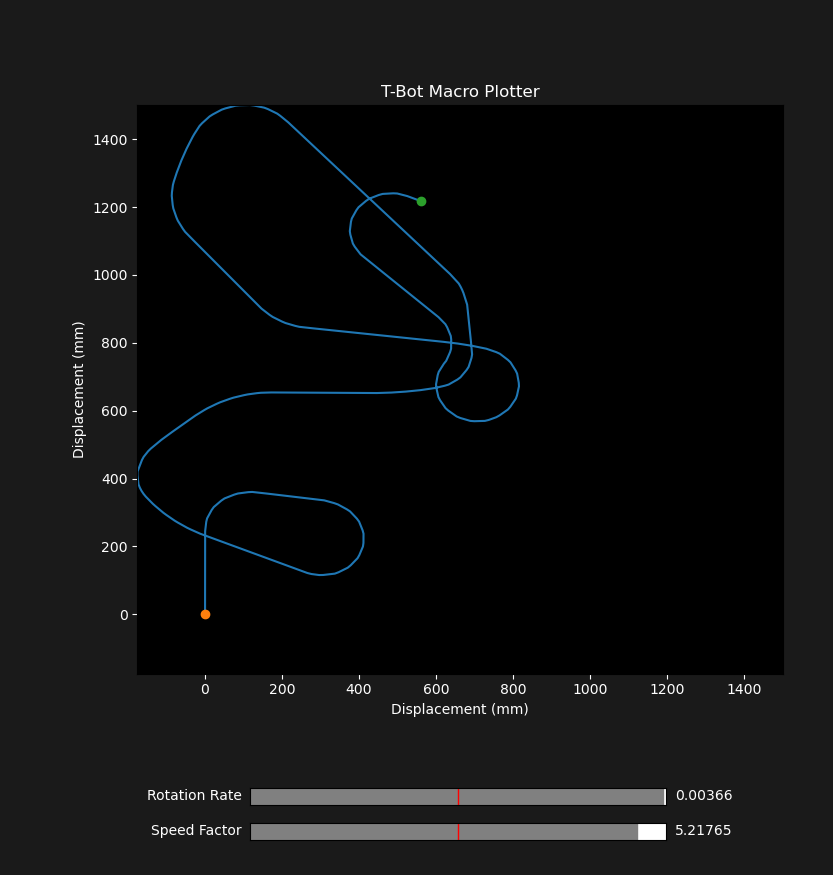 T-Bot Macro Plotter
1400
1200
1000
800
600
400
200
0
Displacement (mm)
0 200 400 600 800 1000 1200 1400
Displacement (mm)
Rotation Rate 0.00366
Speed Factor 5.21765